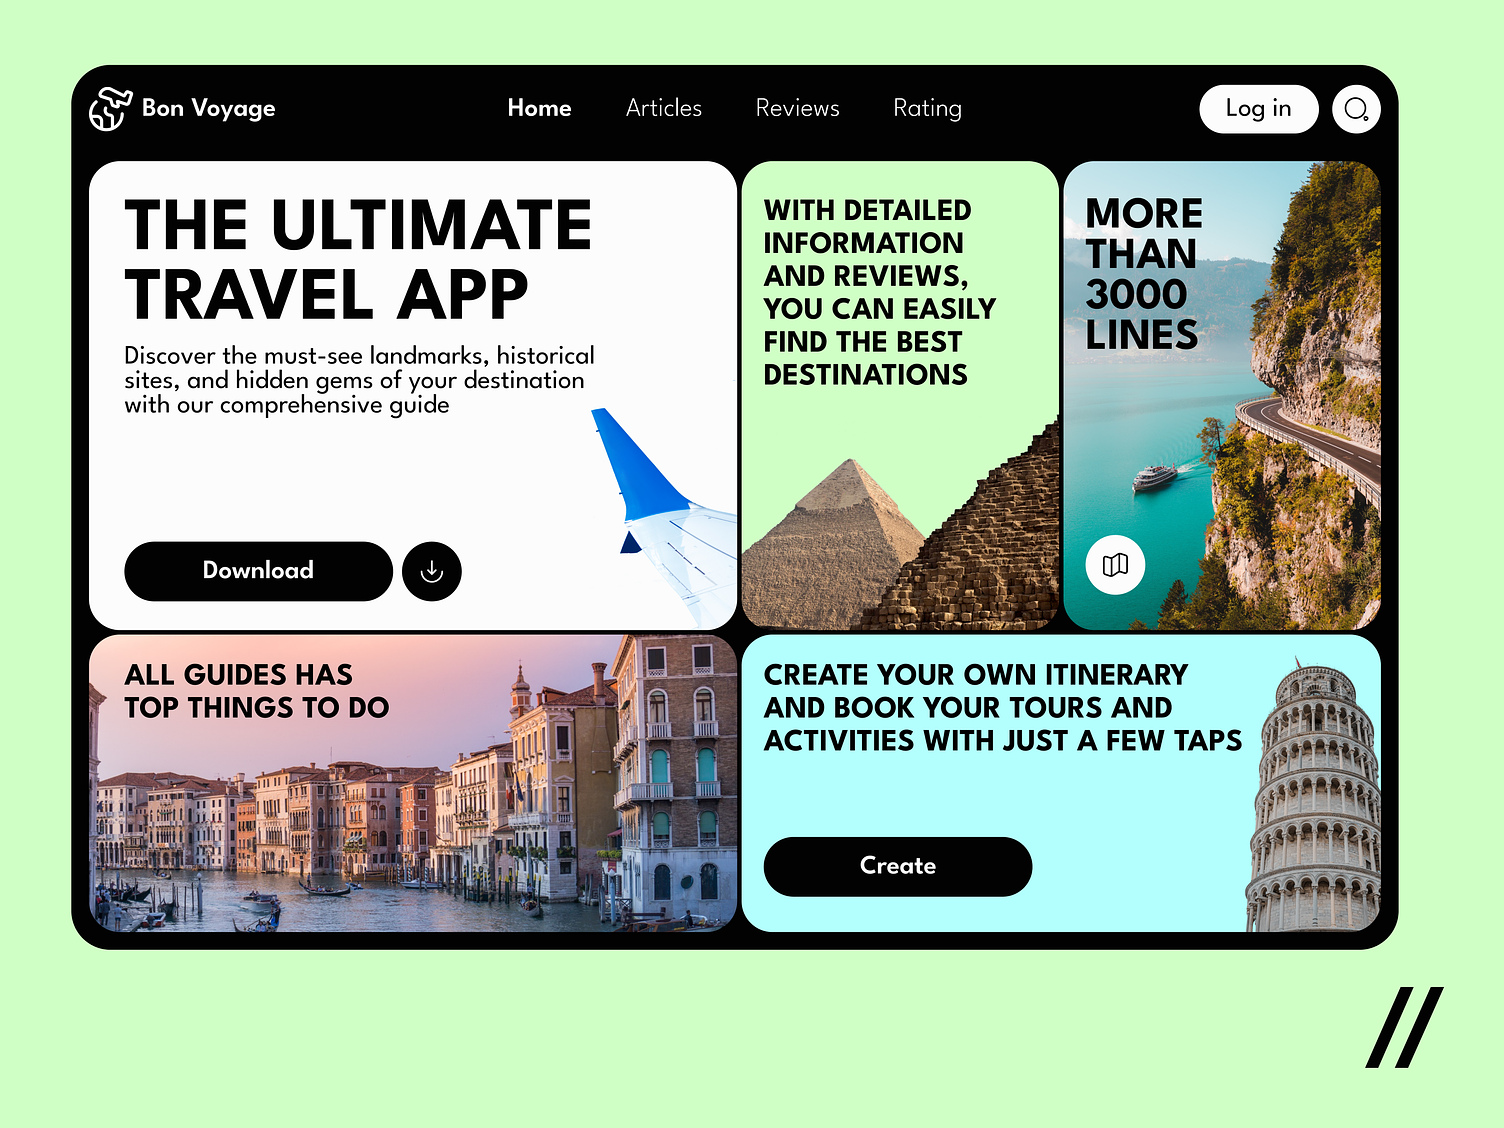 Bon Voyage
Home
Articles
Reviews
Rating
Log in
THE ULTIMATE
TRAVEL APP
Discover the must-see landmarks, historical
sites, and hidden gems of your destination
with our comprehensive guide
Download
WITH DETAILED
INFORMATION
AND REVIEWS,
YOU CAN EASILY
FIND THE BEST
DESTINATIONS
MORE
THAN
3000
LINES
ALL GUIDES HAS
TOP THINGS TO DO
CREATE YOUR OWN ITINERARY
AND BOOK YOUR TOURS AND
ACTIVITIES WITH JUST A FEW TAPS
Create